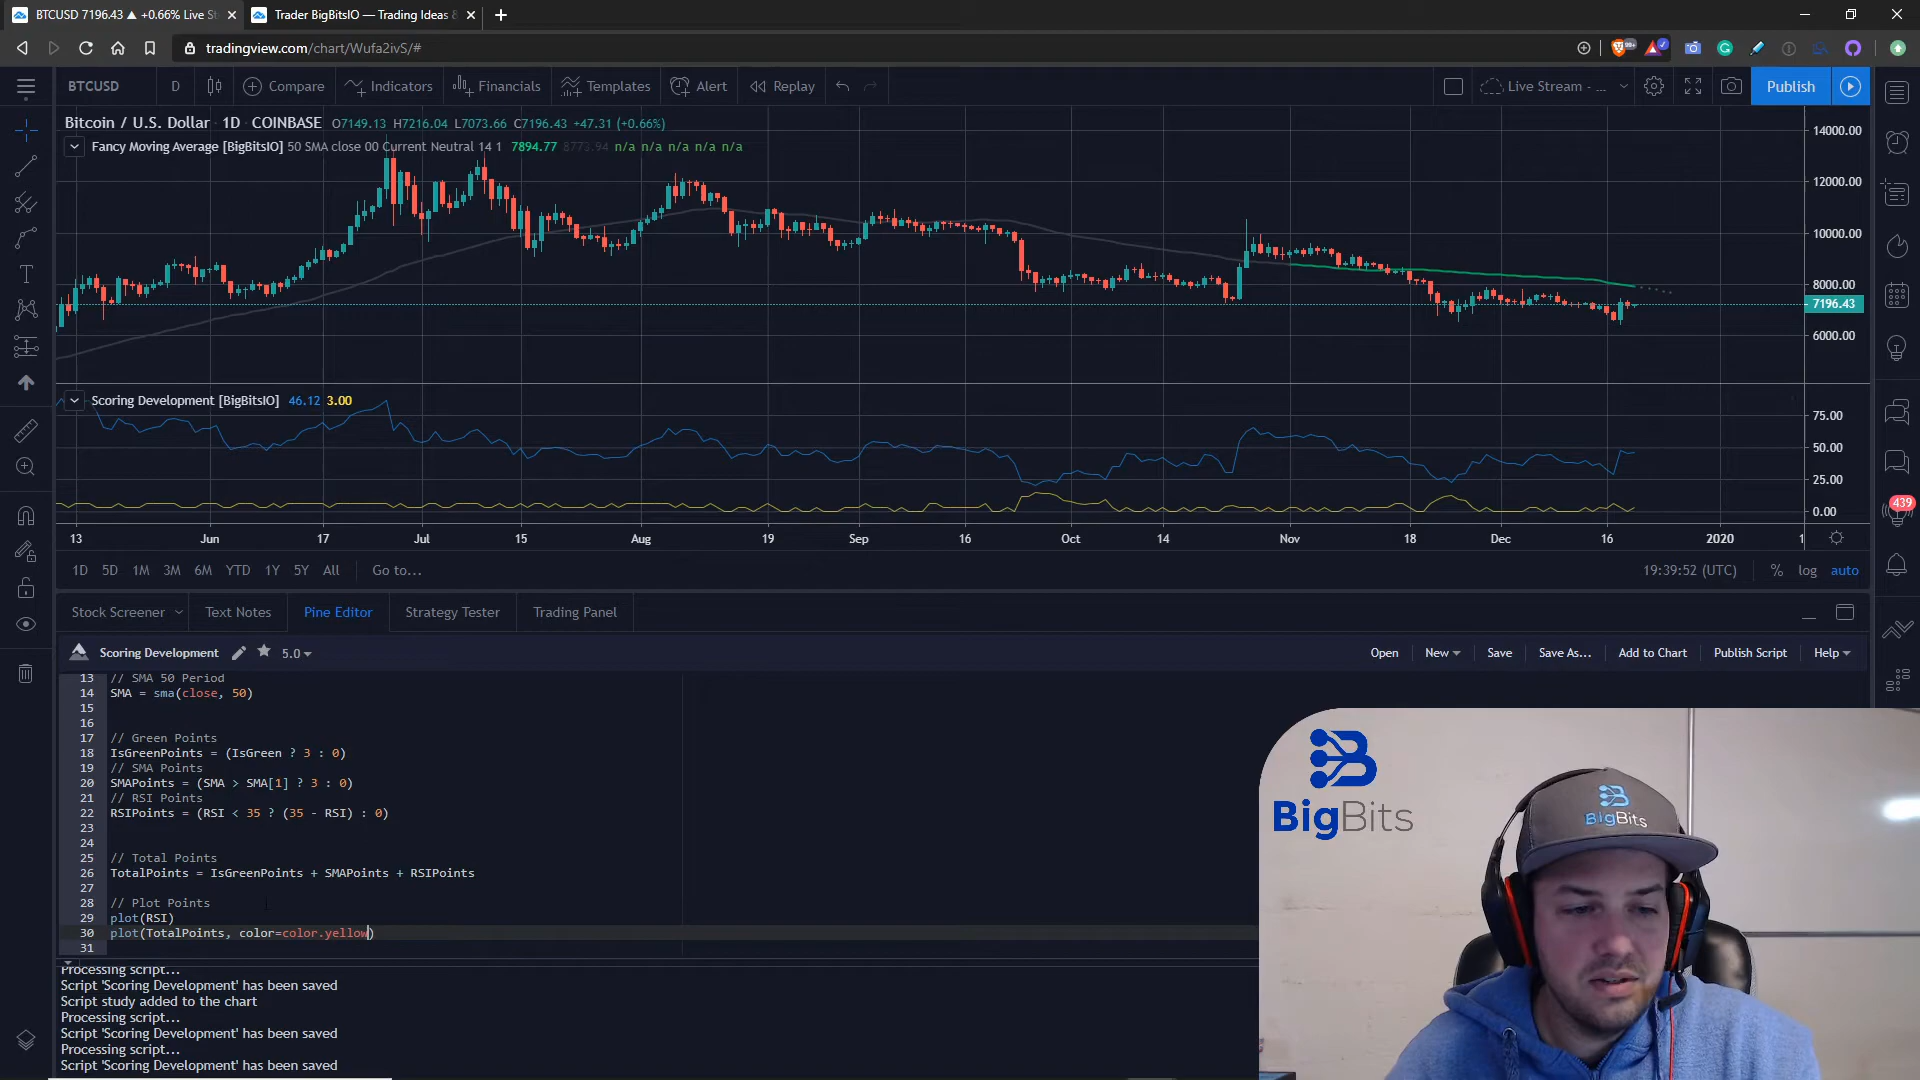 BTCUSD 7196.43 ▲ +0.66% Live St
Trader BigBitsIO — Trading Ideas &
tradingview.com/chart/Wufa2ivS/#
99+
BTCUSD
D
Compare
Indicators
Financials
Templates
Alert
Replay
Live Stream - ...
Publish
Bitcoin / U.S. Dollar · 1D · COINBASE O7149.13 H7216.04 L7073.66 C7196.43 +47.31 (+0.66%)
Fancy Moving Average [BigBitsIO] 50 SMA close 00 Current Neutral 14 1 7894.77 8773.94 n/a n/a n/a n/a n/a
14000.00
12000.00
10000.00
8000.00
7196.43
6000.00
Scoring Development [BigBitsIO] 46.12 3.00
75.00
50.00
25.00
0.00
439
13 Jun 17 Jul 15 Aug 19 Sep 16 Oct 14 Nov 18 Dec 16 2020 1
1D 5D 1M 3M 6M YTD 1Y 5Y All Go to...
19:39:52 (UTC) % log auto
Stock Screener Text Notes Pine Editor Strategy Tester Trading Panel
Scoring Development 5.0
Open New Save Save As... Add to Chart Publish Script Help
13 // SMA 50 Period
14 SMA = sma(close, 50)
15
16
17 // Green Points
18 IsGreenPoints = (IsGreen ? 3 : 0)
19 // SMA Points
20 SMAPoints = (SMA > SMA[1] ? 3 : 0)
21 // RSI Points
22 RSIPoints = (RSI < 35 ? (35 - RSI) : 0)
23
24
25 // Total Points
26 TotalPoints = IsGreenPoints + SMAPoints + RSIPoints
27
28 // Plot Points
29 plot(RSI)
30 plot(TotalPoints, color=color.yellow)
31
Processing script...
Script 'Scoring Development' has been saved
Script study added to the chart
Processing script...
Script 'Scoring Development' has been saved
Processing script...
Script 'Scoring Development' has been saved
BigBits
BigBits